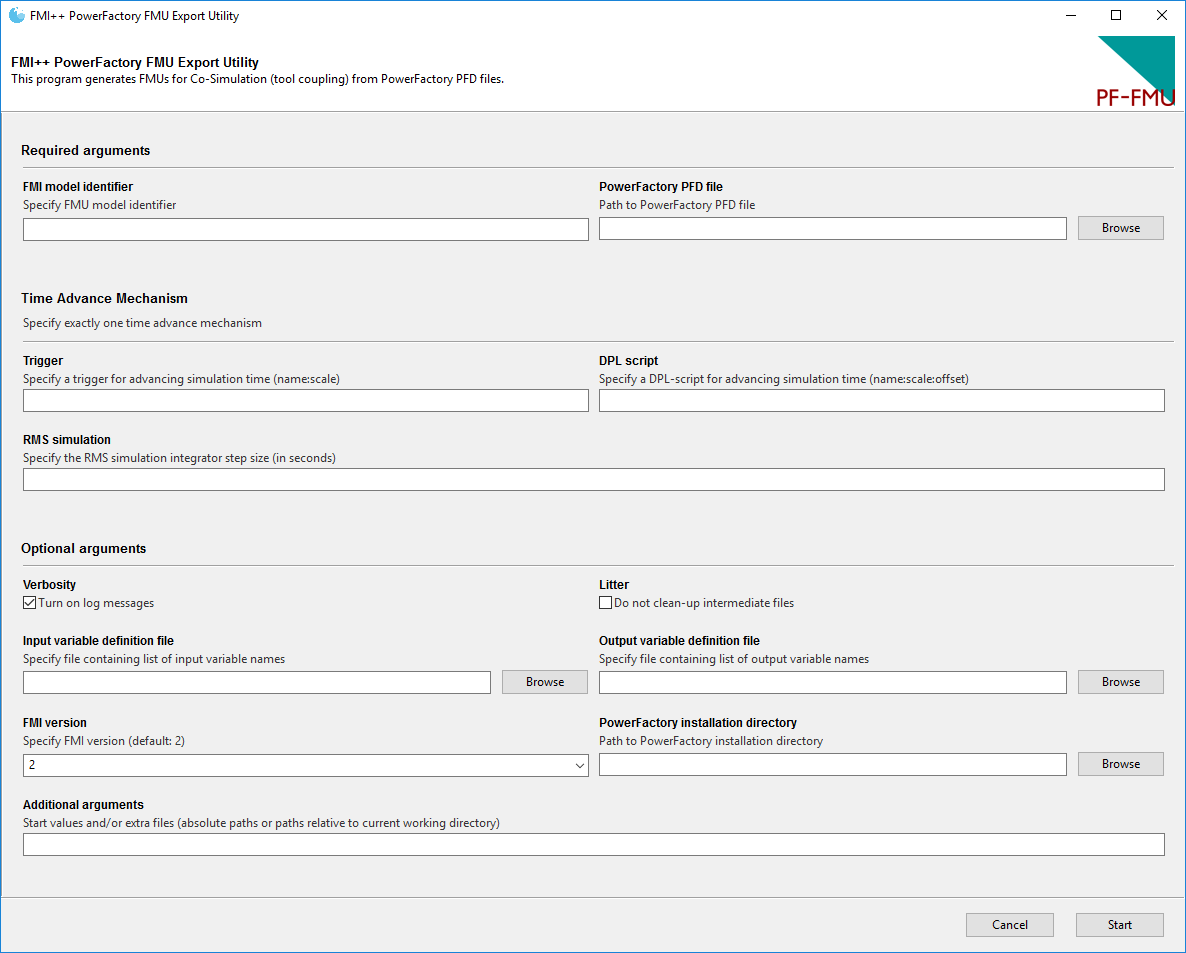 FMI++ PowerFactory FMU Export Utility
FMI++ PowerFactory FMU Export Utility
This program generates FMUs for Co-Simulation (tool coupling) from PowerFactory PFD files.
PF-FMU
Required arguments
FMI model identifier
Specify FMU model identifier
PowerFactory PFD file
Path to PowerFactory PFD file
Browse
Time Advance Mechanism
Specify exactly one time advance mechanism
Trigger
Specify a trigger for advancing simulation time (name:scale)
DPL script
Specify a DPL-script for advancing simulation time (name:scale:offset)
RMS simulation
Specify the RMS simulation integrator step size (in seconds)
Optional arguments
Verbosity
Turn on log messages
Litter
Do not clean-up intermediate files
Input variable definition file
Specify file containing list of input variable names
Browse
Output variable definition file
Specify file containing list of output variable names
Browse
FMI version
Specify FMI version (default: 2)
2
PowerFactory installation directory
Path to PowerFactory installation directory
Browse
Additional arguments
Start values and/or extra files (absolute paths or paths relative to current working directory)
Cancel
Start